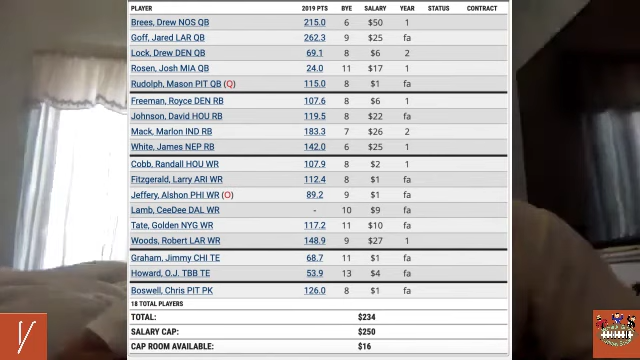 PLAYER 2019 PTS BYE SALARY YEAR STATUS CONTRACT
Brees, Drew NOS QB 215.0 6 $50 1
Goff, Jared LAR QB 262.3 9 $25 fa
Lock, Drew DEN QB 69.1 8 $6 2
Rosen, Josh MIA QB 24.0 11 $17 1
Rudolph, Mason PIT QB (Q) 115.0 8 $1 fa
Freeman, Royce DEN RB 107.6 8 $6 1
Johnson, David HOU RB 119.5 8 $22 fa
Mack, Marlon IND RB 183.3 7 $26 2
White, James NEP RB 142.0 6 $25 1
Cobb, Randall HOU WR 107.9 8 $2 1
Fitzgerald, Larry ARI WR 112.4 8 $1 fa
Jeffery, Alshon PHI WR (O) 89.2 9 $1 fa
Lamb, CeeDee DAL WR - 10 $9 fa
Tate, Golden NYG WR 117.2 11 $10 fa
Woods, Robert LAR WR 148.9 9 $27 1
Graham, Jimmy CHI TE 68.7 11 $1 fa
Howard, O.J. TBB TE 53.9 13 $4 fa
Boswell, Chris PIT PK 126.0 8 $1 fa
18 TOTAL PLAYERS
TOTAL: $234
SALARY CAP: $250
CAP ROOM AVAILABLE: $16